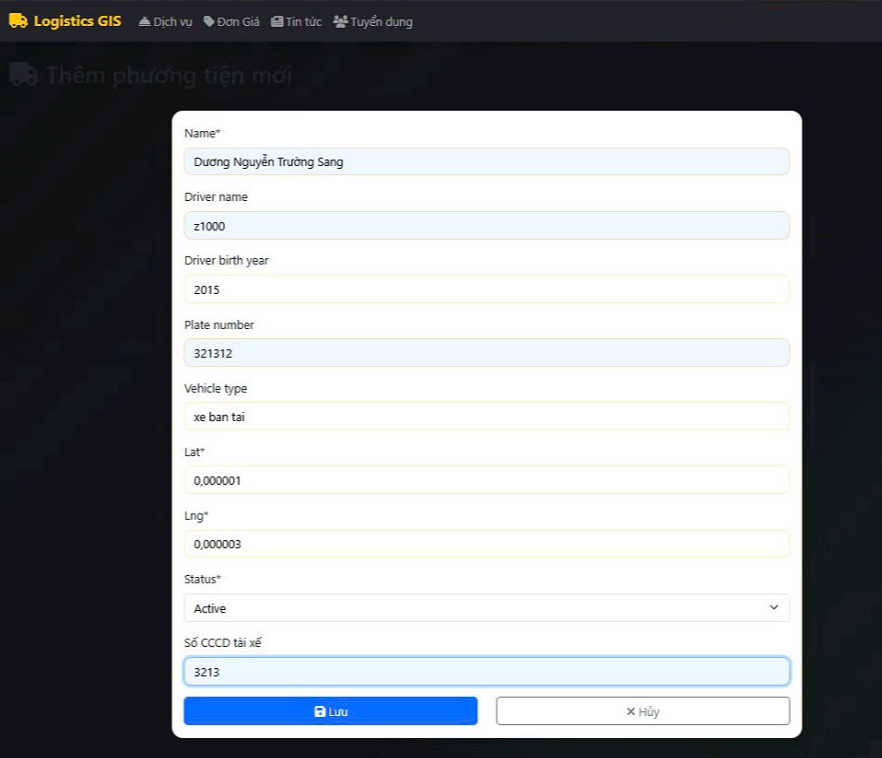 Logistics GIS Dịch vụ Đơn Giá Tin tức Tuyển dụng
Thêm phương tiện mới
Name*
Dương Nguyễn Trường Sang
Driver name
z1000
Driver birth year
2015
Plate number
321312
Vehicle type
xe ban tai
Lat*
0,000001
Lng*
0,000003
Status*
Active
Số CCCD tài xế
3213
Lưu Hủy